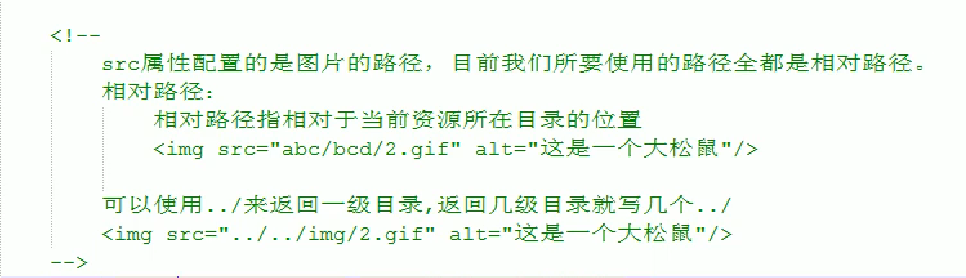 <!--
src属性配置的是图片的路径，目前我们所要使用的路径全都是相对路径。
相对路径：
相对路径指相对于当前资源所在目录的位置
<img src="abc/bcd/2.gif" alt="这是一个大松鼠"/>
可以使用../来返回一级目录,返回几级目录就写几个../
<img src="../../img/2.gif" alt="这是一个大松鼠"/>
-->